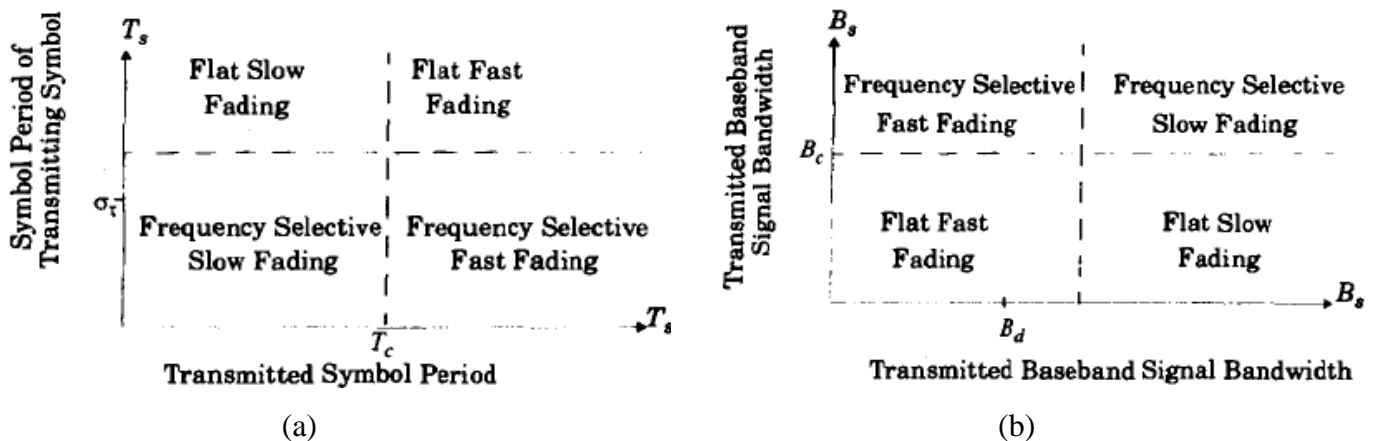 Symbol Period of
Transmitting Symbol
T_s
Flat Slow
Fading
Flat Fast
Fading
σ_τ
Frequency Selective
Slow Fading
Frequency Selective
Fast Fading
T_s
T_c
Transmitted Symbol Period
(a)
Transmitted Baseband
Signal Bandwidth
B_s
Frequency Selective
Fast Fading
Frequency Selective
Slow Fading
B_c
Flat Fast
Fading
Flat Slow
Fading
B_s
B_d
Transmitted Baseband Signal Bandwidth
(b)